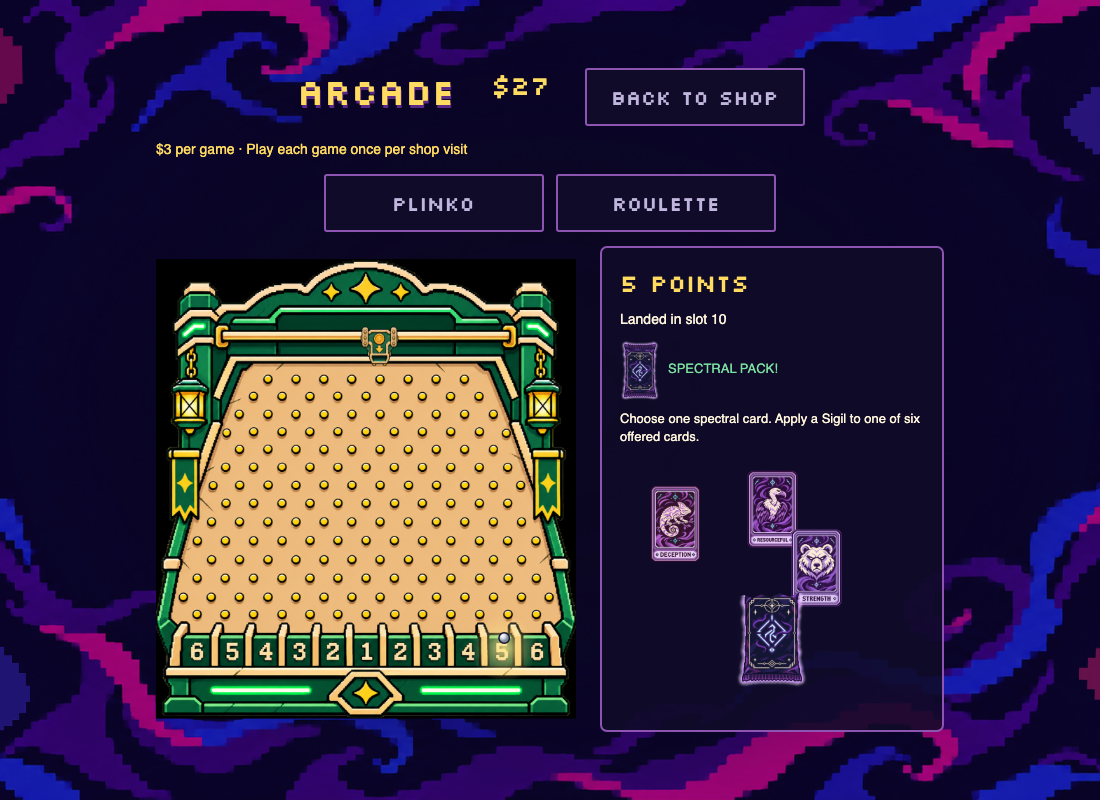 ARCADE
$27
BACK TO SHOP
$3 per game · Play each game once per shop visit
PLINKO
ROULETTE
5 POINTS
Landed in slot 10
SPECTRAL PACK!
Choose one spectral card. Apply a Sigil to one of six
offered cards.
DECEPTION
RESOURCEFUL
STRENGTH
6 5 4 3 2 1 2 3 4 5 6